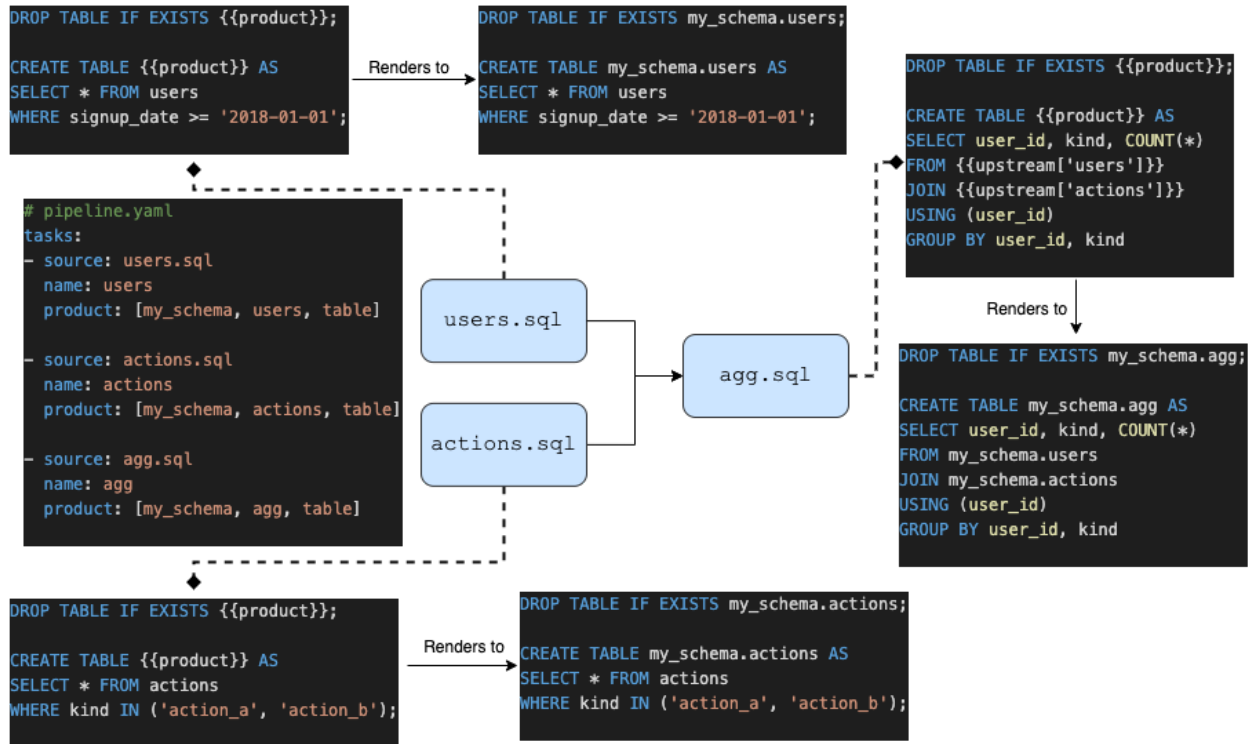 DROP TABLE IF EXISTS {{product}};
CREATE TABLE {{product}} AS
SELECT * FROM users
WHERE signup_date >= '2018-01-01';
Renders to
DROP TABLE IF EXISTS my_schema.users;
CREATE TABLE my_schema.users AS
SELECT * FROM users
WHERE signup_date >= '2018-01-01';
# pipeline.yaml
tasks:
- source: users.sql
  name: users
  product: [my_schema, users, table]
- source: actions.sql
  name: actions
  product: [my_schema, actions, table]
- source: agg.sql
  name: agg
  product: [my_schema, agg, table]
users.sql
actions.sql
agg.sql
DROP TABLE IF EXISTS {{product}};
CREATE TABLE {{product}} AS
SELECT user_id, kind, COUNT(*)
FROM {{upstream['users']}}
JOIN {{upstream['actions']}}
USING (user_id)
GROUP BY user_id, kind
Renders to
DROP TABLE IF EXISTS my_schema.agg;
CREATE TABLE my_schema.agg AS
SELECT user_id, kind, COUNT(*)
FROM my_schema.users
JOIN my_schema.actions
USING (user_id)
GROUP BY user_id, kind
DROP TABLE IF EXISTS {{product}};
CREATE TABLE {{product}} AS
SELECT * FROM actions
WHERE kind IN ('action_a', 'action_b');
Renders to
DROP TABLE IF EXISTS my_schema.actions;
CREATE TABLE my_schema.actions AS
SELECT * FROM actions
WHERE kind IN ('action_a', 'action_b');